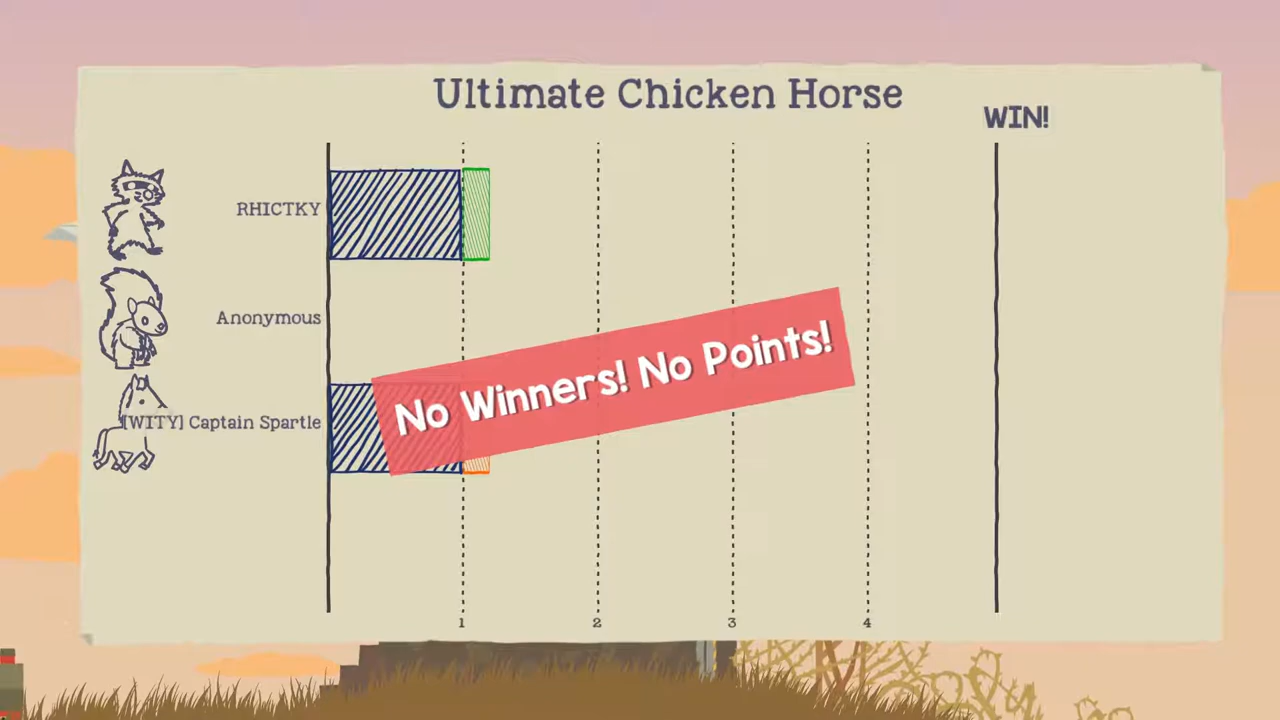 Ultimate Chicken Horse
WIN!
RHICTKY
Anonymous
No Winners! No Points!
[WITY] Captain Spartle
1 2 3 4